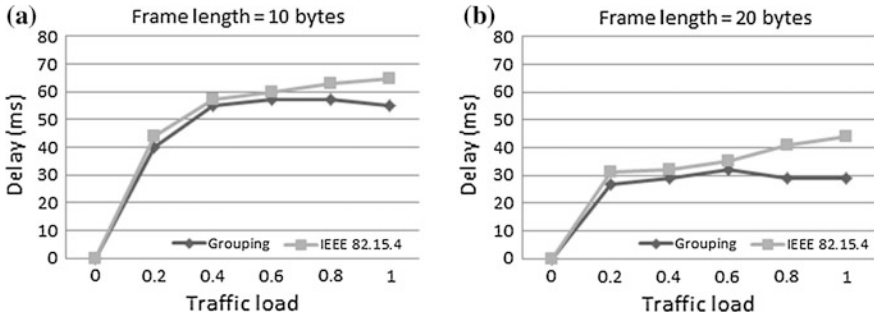 (a)
Frame length = 10 bytes
80
70
60
50
40
30
20
10
0
Delay (ms)
Grouping
IEEE 82.15.4
0 0.2 0.4 0.6 0.8 1
Traffic load
(b)
Frame length = 20 bytes
80
70
60
50
40
30
20
10
0
Delay (ms)
Grouping
IEEE 82.15.4
0 0.2 0.4 0.6 0.8 1
Traffic load